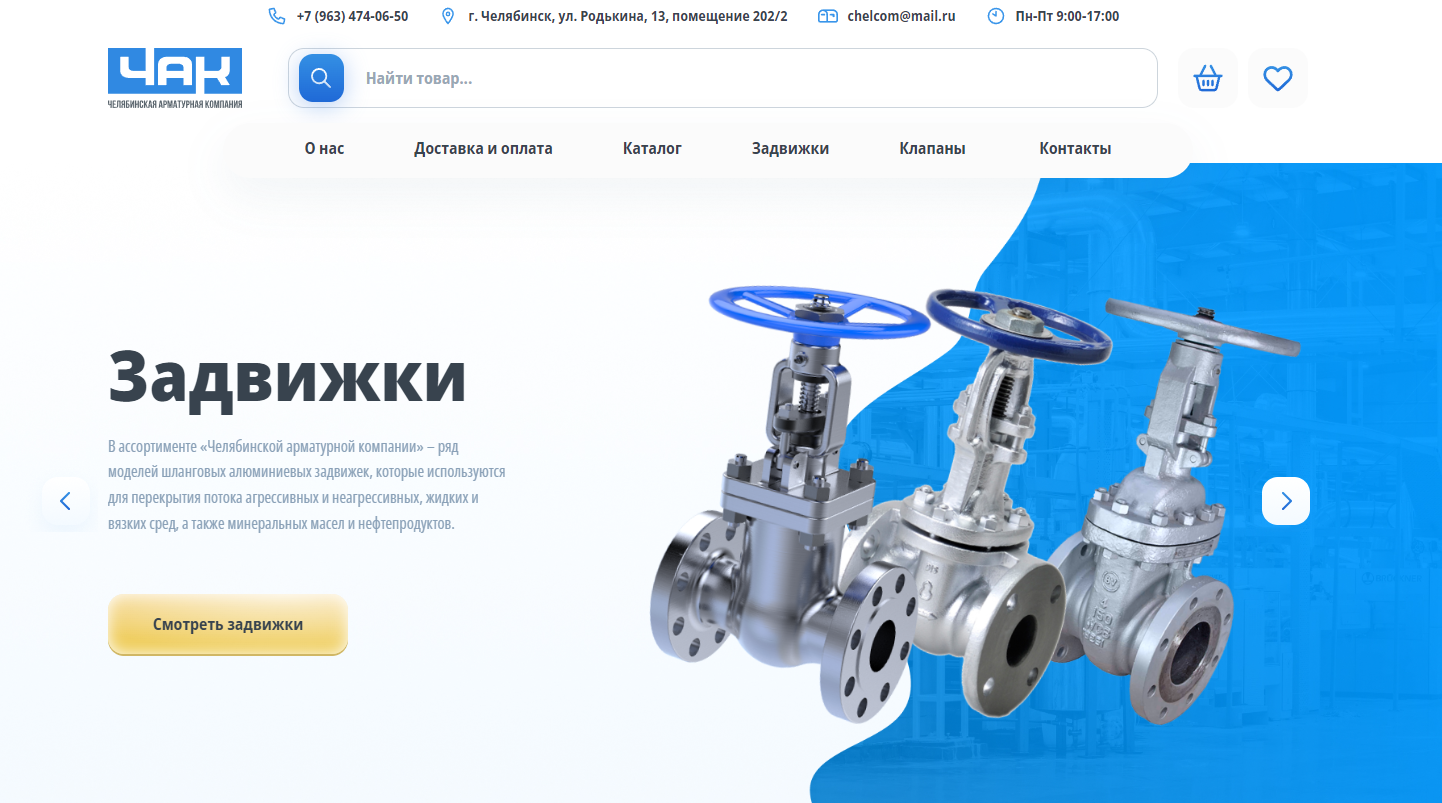 +7 (963) 474-06-50
г. Челябинск, ул. Родькина, 13, помещение 202/2
chelcom@mail.ru
Пн-Пт 9:00-17:00
ЧАК
ЧЕЛЯБИНСКАЯ АРМАТУРНАЯ КОМПАНИЯ
Найти товар...
О нас
Доставка и оплата
Каталог
Задвижки
Клапаны
Контакты
Задвижки
В ассортименте «Челябинской арматурной компании» – ряд
моделей шланговых алюминиевых задвижек, которые используются
для перекрытия потока агрессивных и неагрессивных, жидких и
вязких сред, а также минеральных масел и нефтепродуктов.
Смотреть задвижки